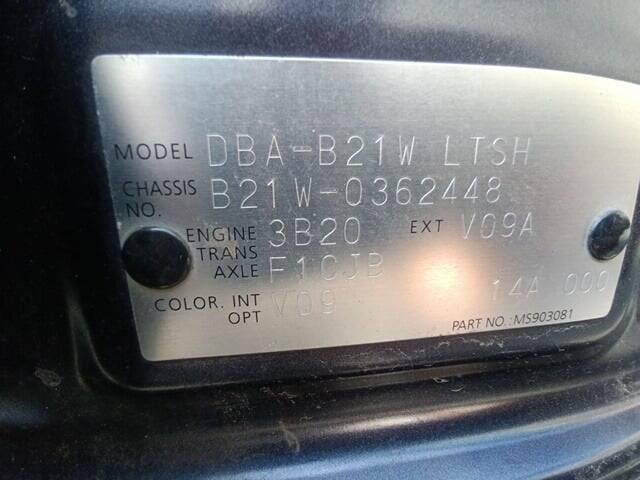 MODEL DBA-B21W LTSH
CHASSIS NO. B21W-0362448
ENGINE 3B20 EXT V09A
TRANS AXLE F1CJB
COLOR. INT V09 14A 000
OPT
PART NO.: MS903081